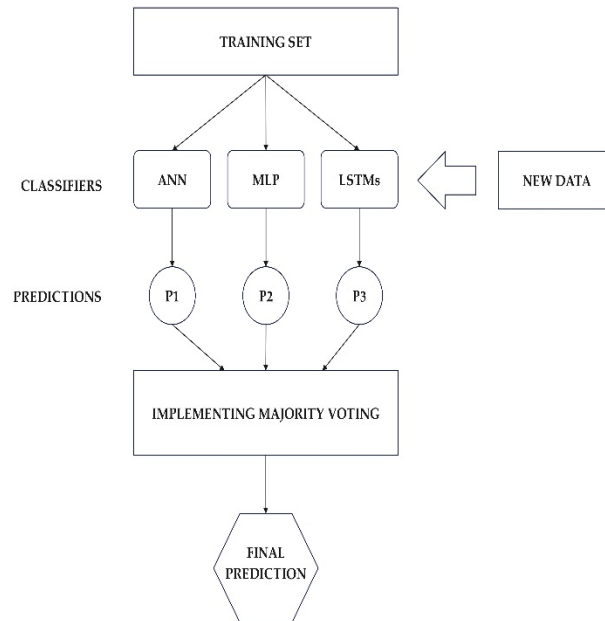 TRAINING SET
CLASSIFIERS
ANN
MLP
LSTMs
NEW DATA
PREDICTIONS
P1
P2
P3
IMPLEMENTING MAJORITY VOTING
FINAL
PREDICTION